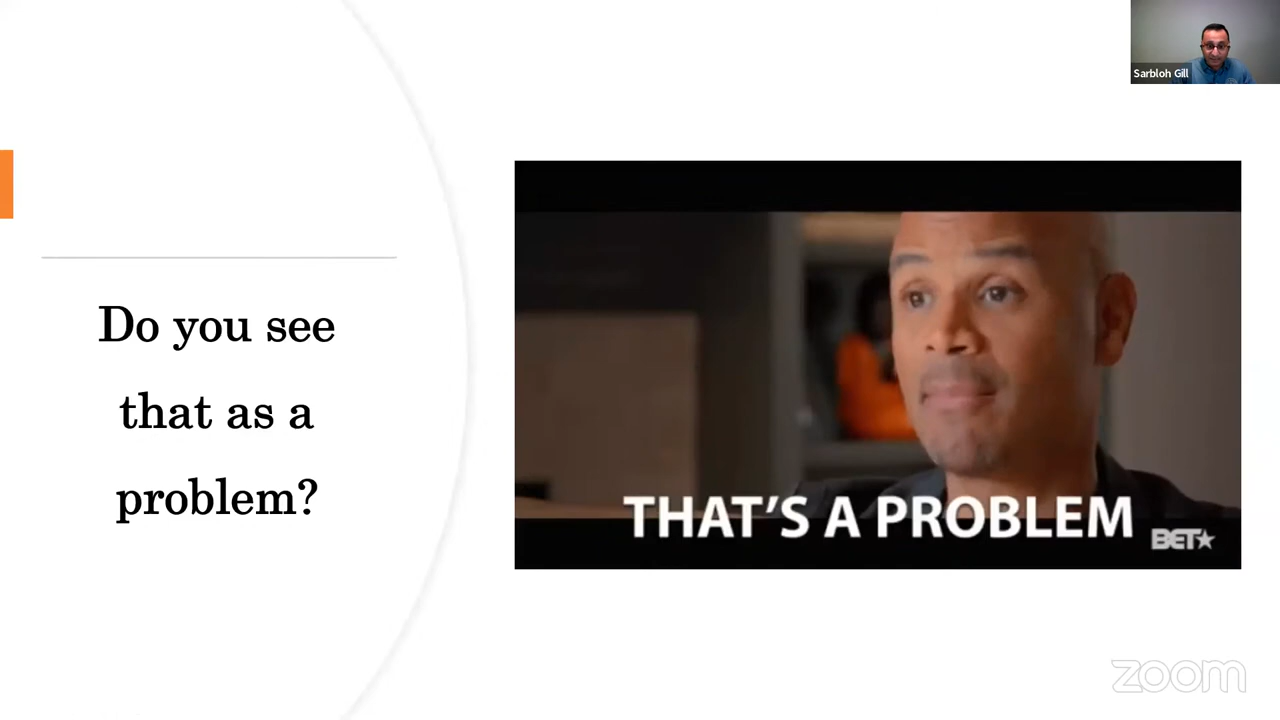 Sarbloh Gill
Do you see
that as a
problem?
THAT'S A PROBLEM
BET★
zoom